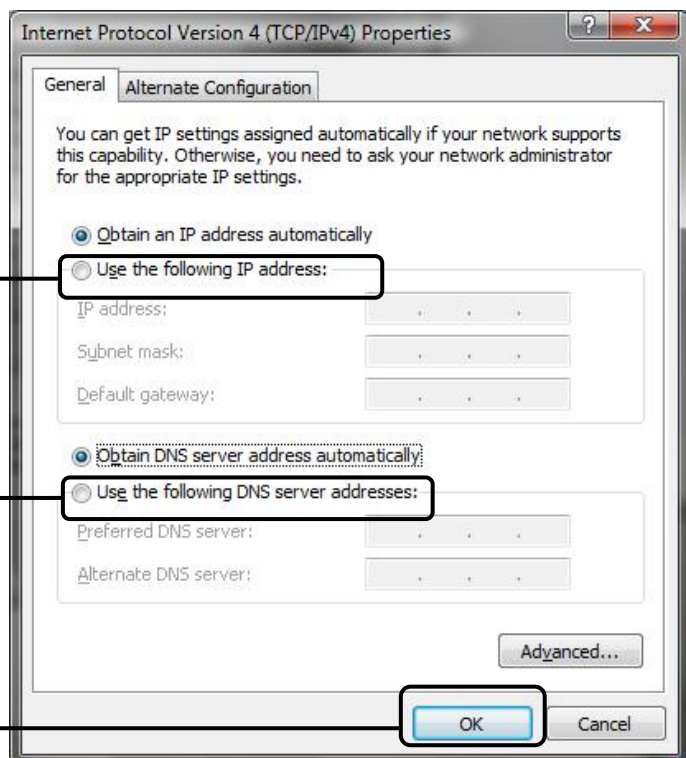 Internet Protocol Version 4 (TCP/IPv4) Properties
General
Alternate Configuration
You can get IP settings assigned automatically if your network supports
this capability. Otherwise, you need to ask your network administrator
for the appropriate IP settings.
Obtain an IP address automatically
Use the following IP address:
IP address:
Subnet mask:
Default gateway:
Obtain DNS server address automatically
Use the following DNS server addresses:
Preferred DNS server:
Alternate DNS server:
Advanced...
OK
Cancel